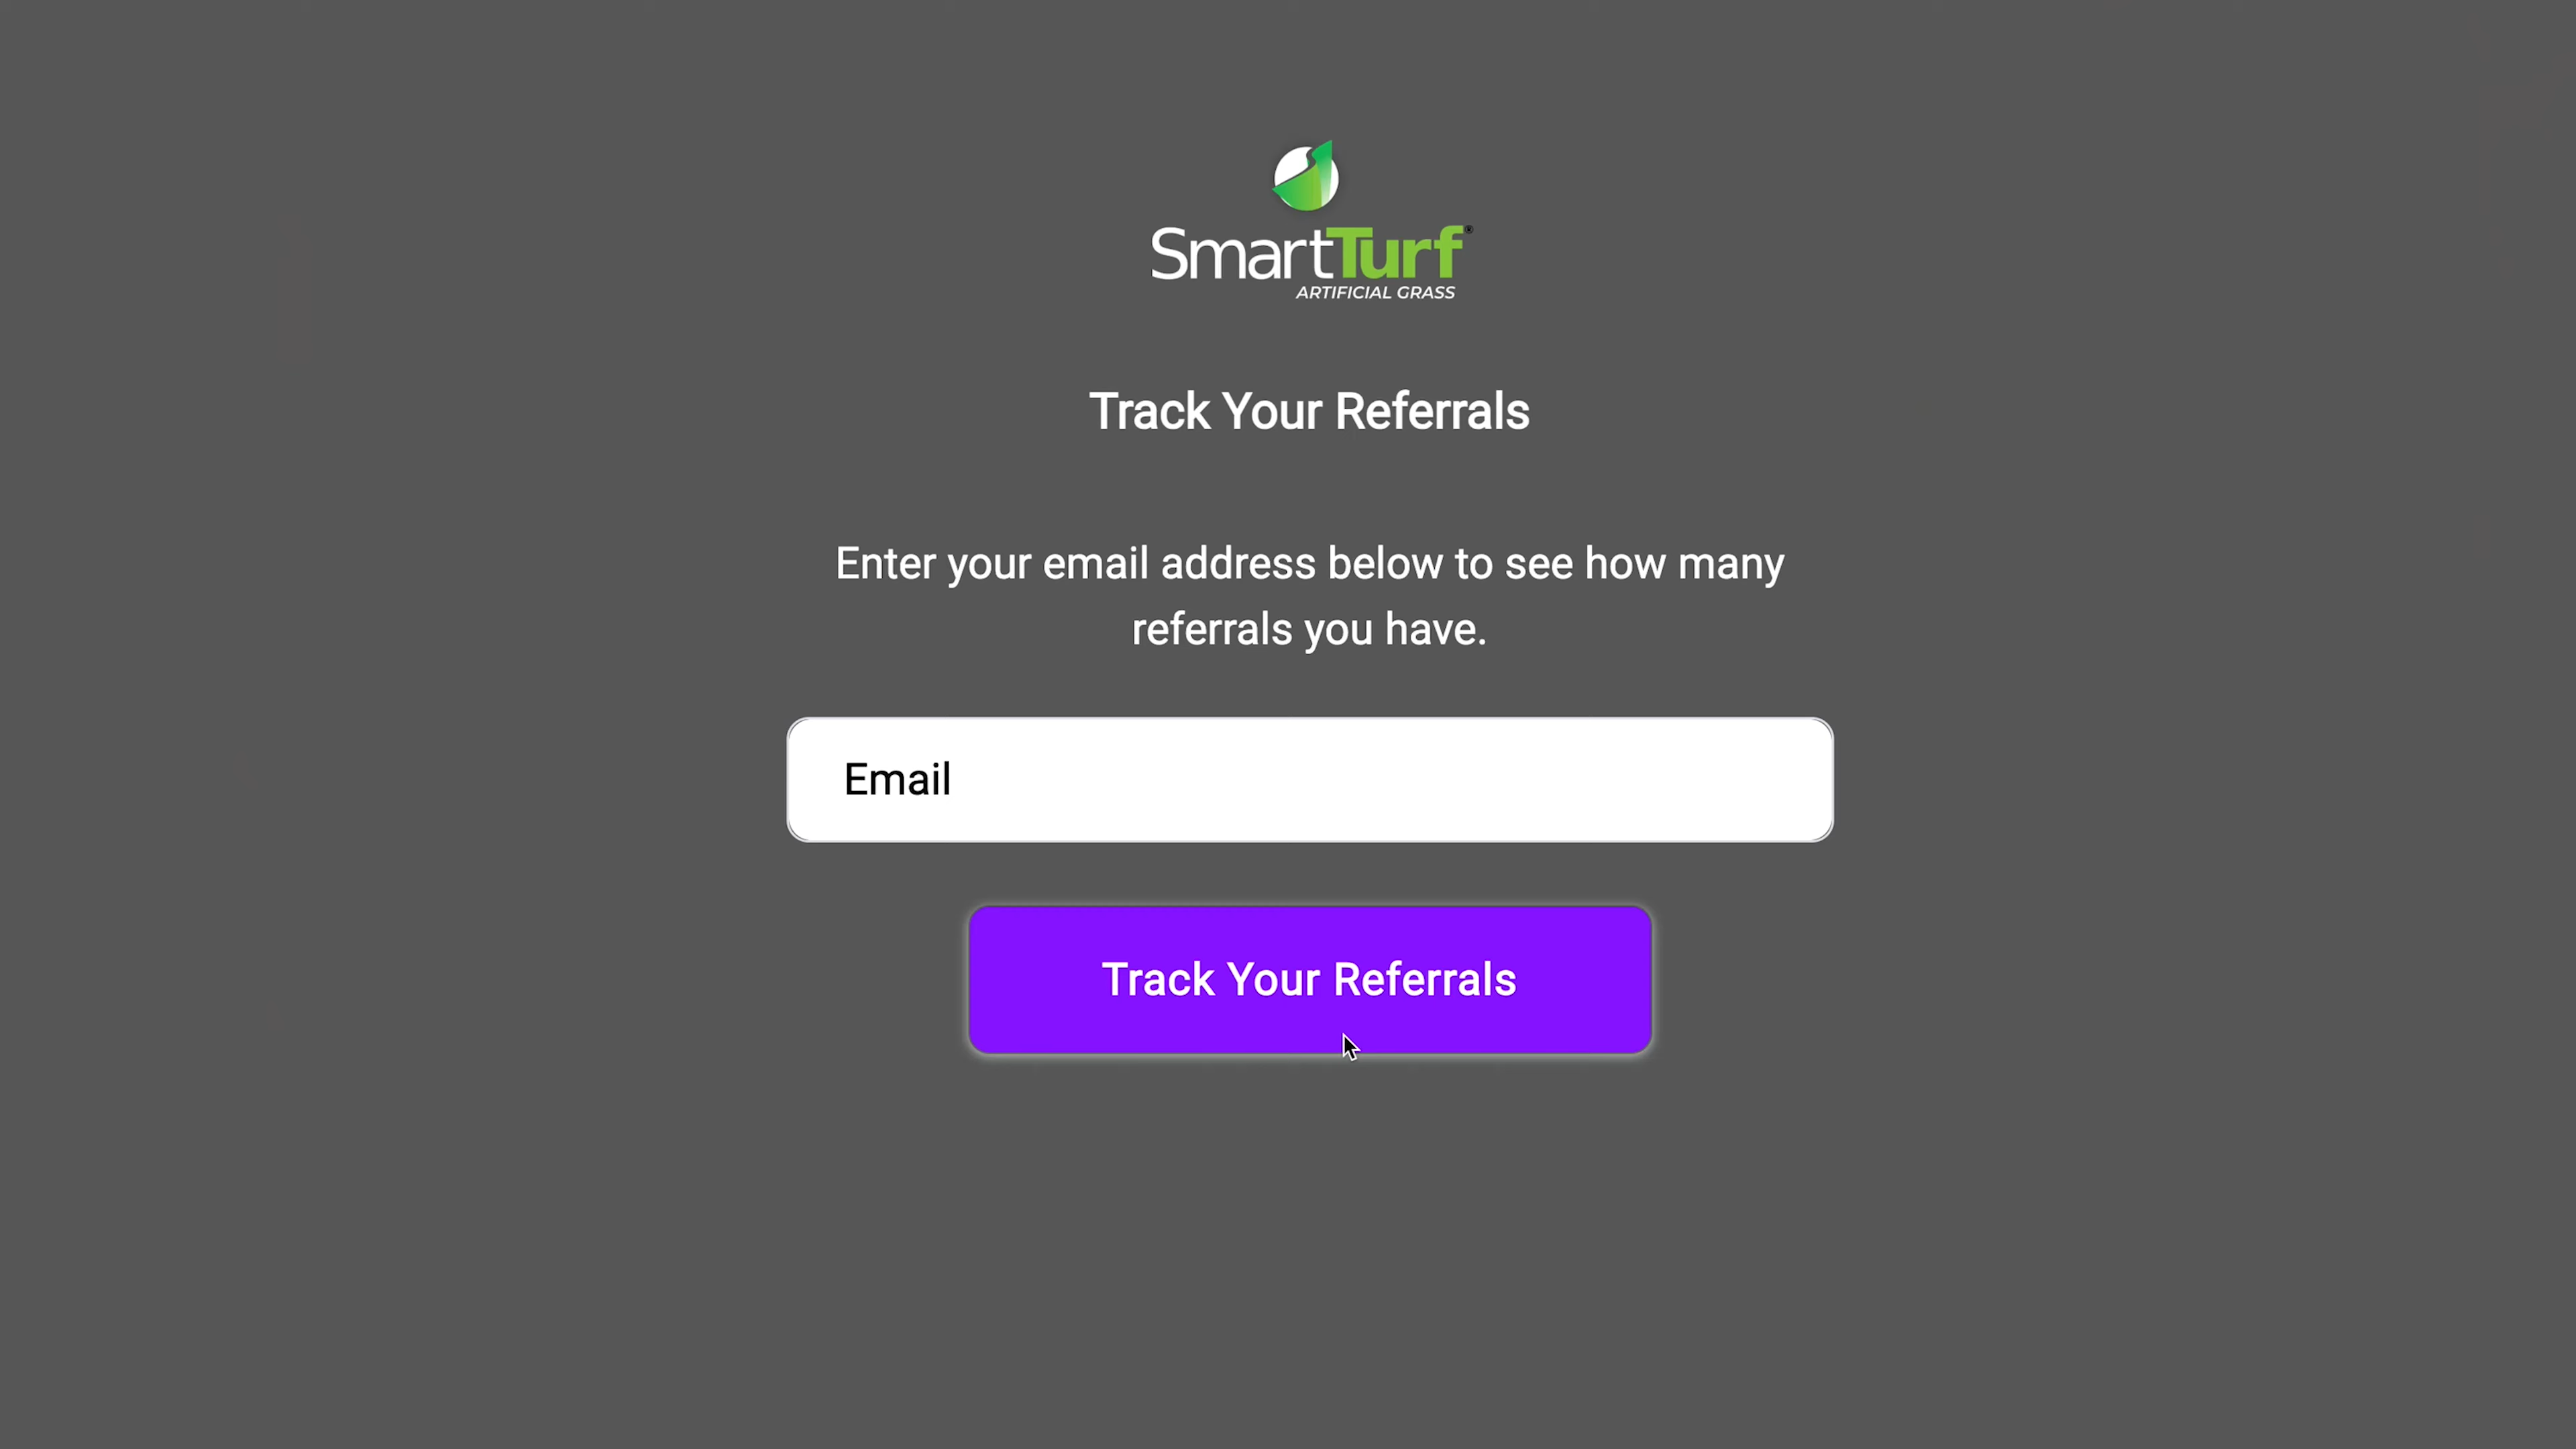 SmartTurf®
ARTIFICIAL GRASS
Track Your Referrals
Enter your email address below to see how many
referrals you have.
Email
Track Your Referrals